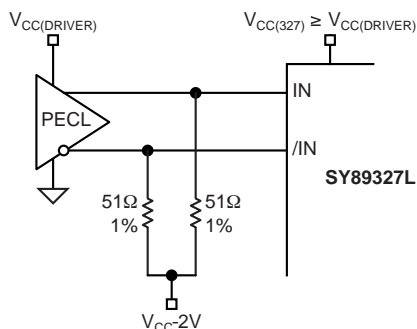 VCC(DRIVER)
VCC(327) ≥ VCC(DRIVER)
PECL
IN
/IN
SY89327L
51Ω
1%
51Ω
1%
VCC-2V